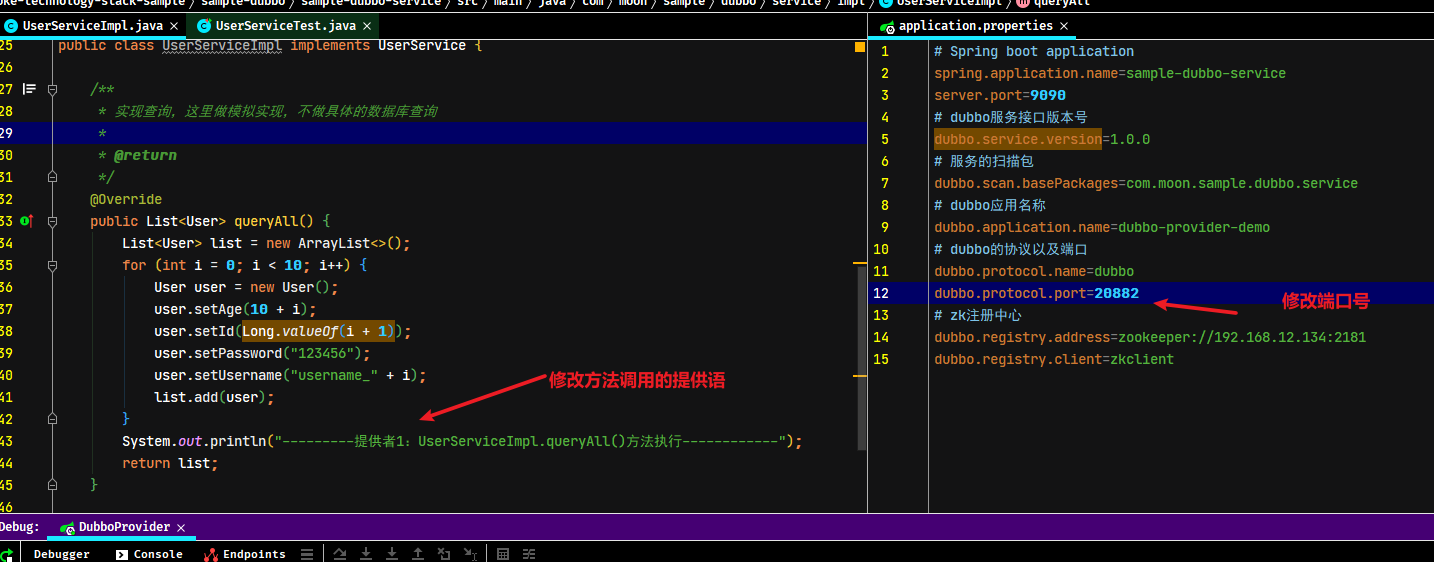 oke-technology-stack-sample / sample-dubbo / sample-dubbo-service / src / main / java / com / moon / sample / dubbo / service / impl / UserServiceImpl / queryAll
UserServiceImpl.java × UserServiceTest.java ×
25 public class UserServiceImpl implements UserService {
26
27 /**
28 * 实现查询，这里做模拟实现，不做具体的数据库查询
29 *
30 * @return
31 */
32 @Override
33 public List<User> queryAll() {
34 List<User> list = new ArrayList<>();
35 for (int i = 0; i < 10; i++) {
36 User user = new User();
37 user.setAge(10 + i);
38 user.setId(Long.valueOf(i + 1));
39 user.setPassword("123456");
40 user.setUsername("username_" + i);
41 list.add(user);
42 }
43 System.out.println("---------提供者1：UserServiceImpl.queryAll()方法执行------------");
44 return list;
45 }
46
修改方法调用的提供语
application.properties ×
1 # Spring boot application
2 spring.application.name=sample-dubbo-service
3 server.port=9090
4 # dubbo服务接口版本号
5 dubbo.service.version=1.0.0
6 # 服务的扫描包
7 dubbo.scan.basePackages=com.moon.sample.dubbo.service
8 # dubbo应用名称
9 dubbo.application.name=dubbo-provider-demo
10 # dubbo的协议以及端口
11 dubbo.protocol.name=dubbo
12 dubbo.protocol.port=20882
13 # zk注册中心
14 dubbo.registry.address=zookeeper://192.168.12.134:2181
15 dubbo.registry.client=zkclient
修改端口号
Debug: DubboProvider ×
Debugger Console Endpoints